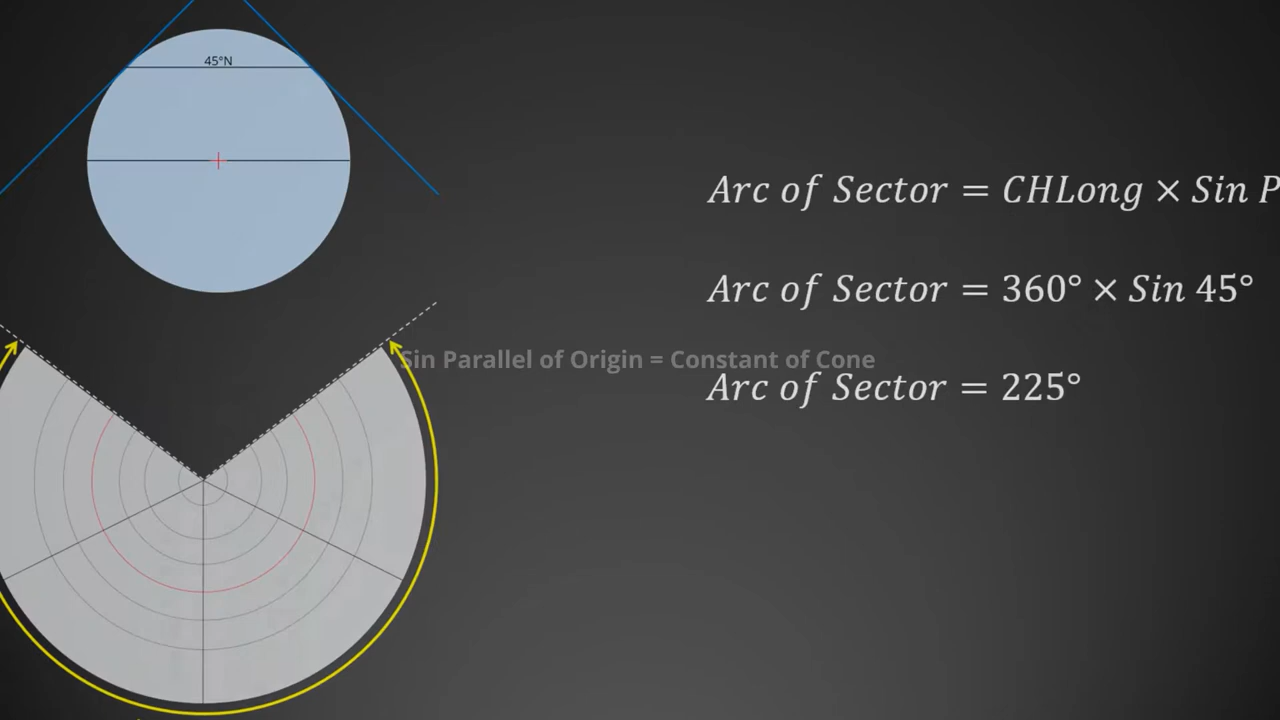 45°N
Arc of Sector = CHLong × Sin P
Arc of Sector = 360° × Sin 45°
Sin Parallel of Origin = Constant of Cone
Arc of Sector = 225°